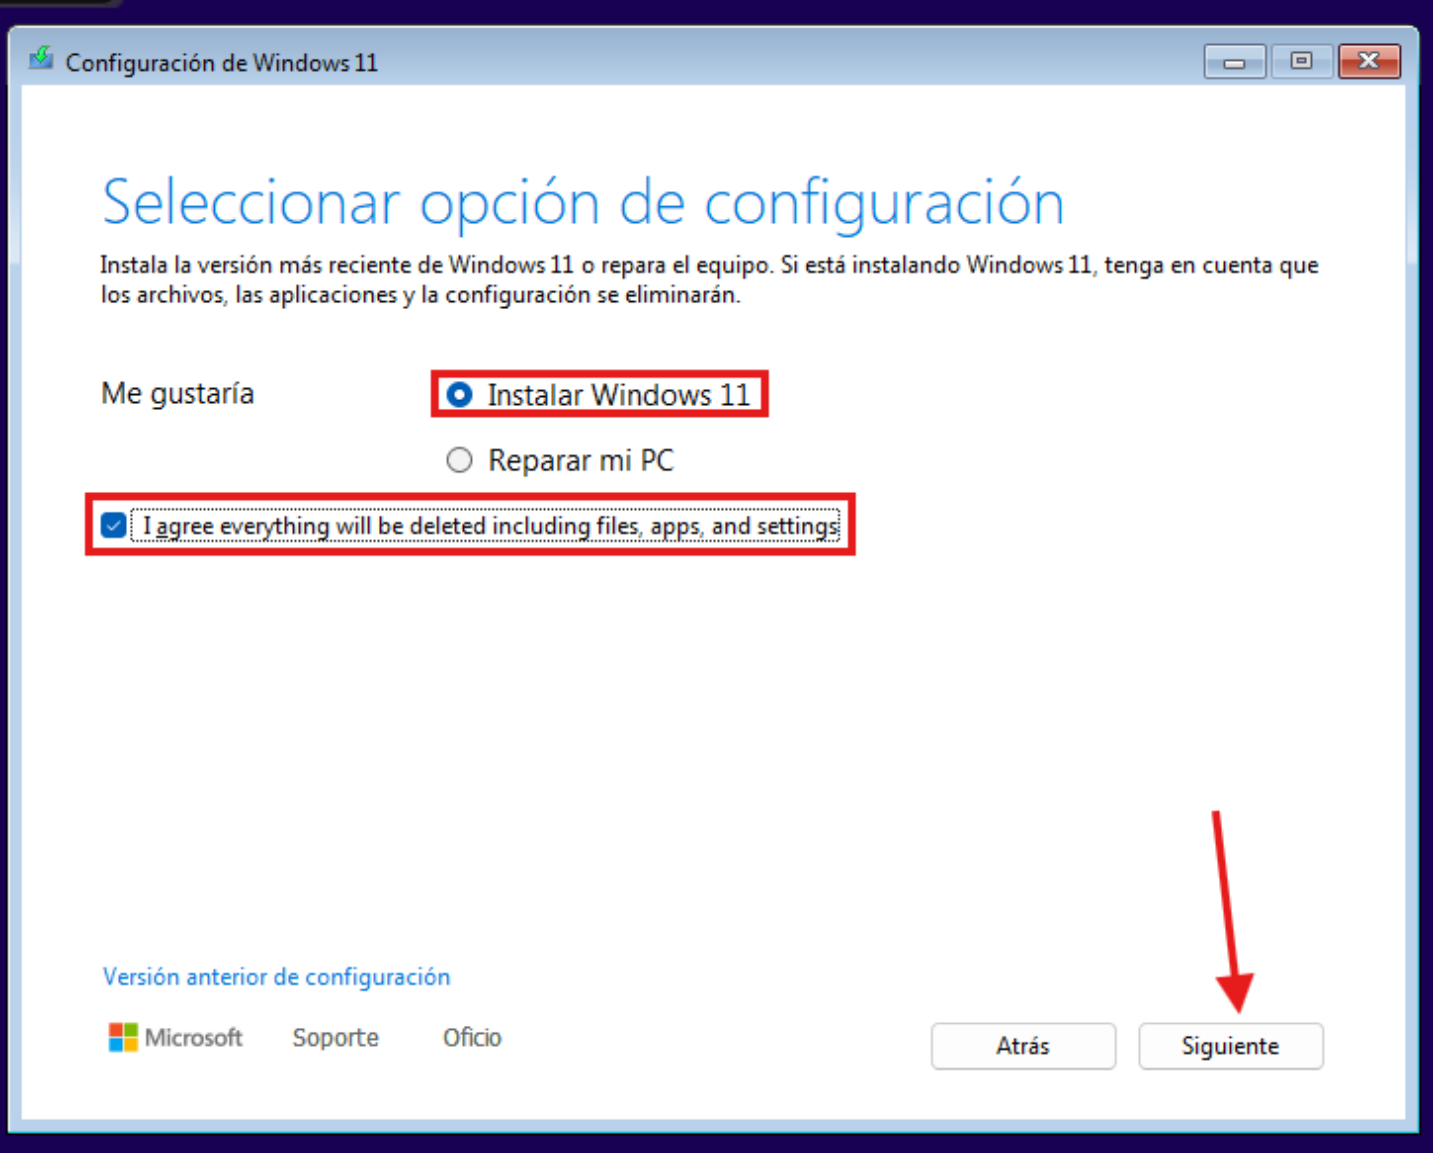 Configuración de Windows 11
Seleccionar opción de configuración
Instala la versión más reciente de Windows 11 o repara el equipo. Si está instalando Windows 11, tenga en cuenta que
los archivos, las aplicaciones y la configuración se eliminarán.
Me gustaría
Instalar Windows 11
Reparar mi PC
I agree everything will be deleted including files, apps, and settings
Versión anterior de configuración
Microsoft Soporte Oficio
Atrás Siguiente